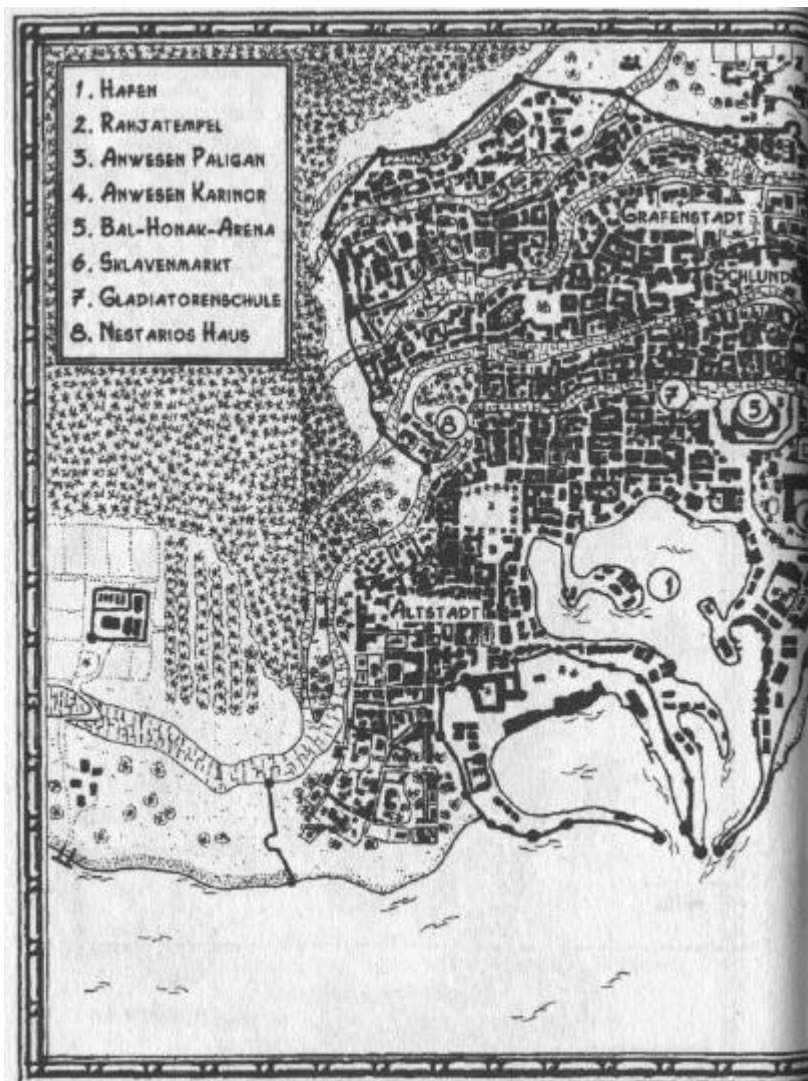 1. HAFEN
2. RAHJATEMPEL
3. ANWESEN PALIGAN
4. ANWESEN KARINOR
5. BAL-HONAK-ARENA
6. SKLAVENMARKT
7. GLADIATORENSCHULE
8. NESTARIOS HAUS
GRAFENSTADT
SCHLUND
7
5
8
1
ALTSTADT